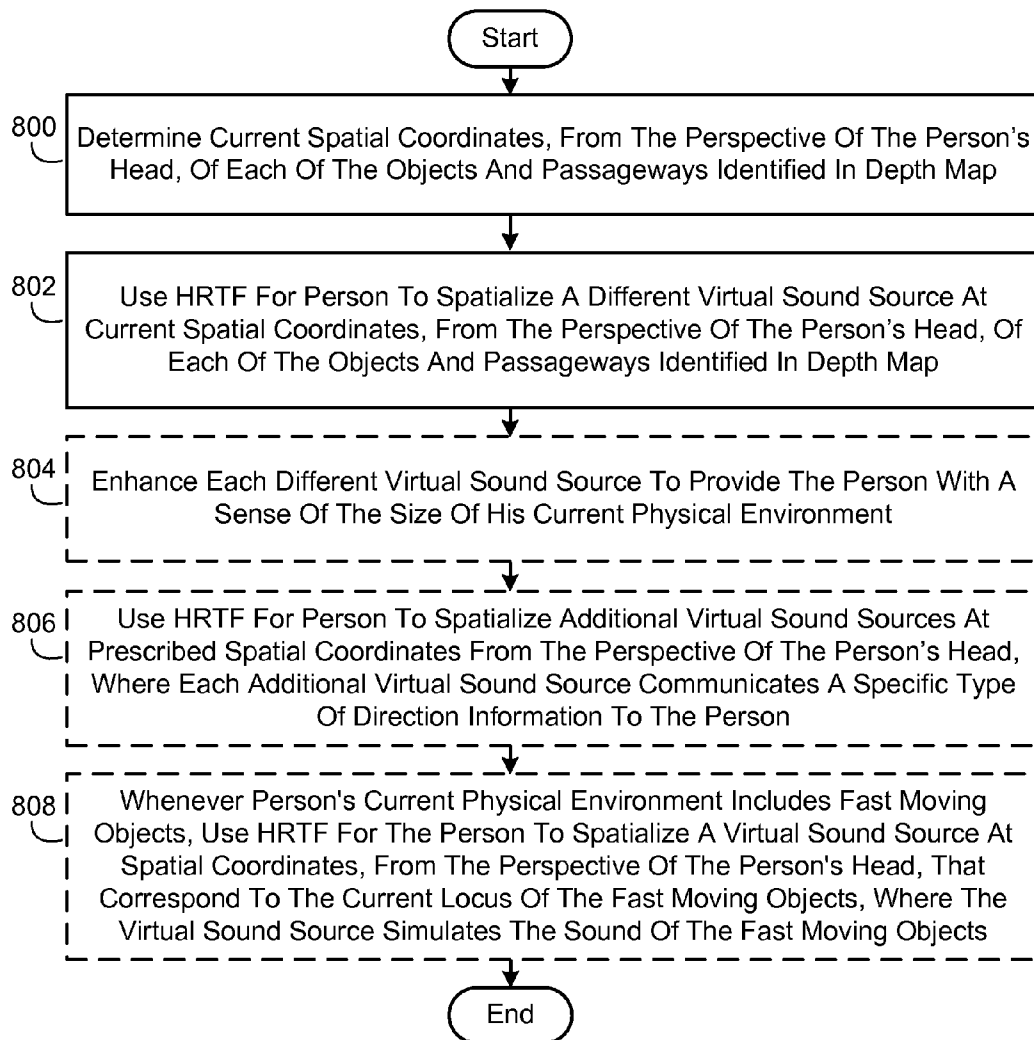 Start
800
Determine Current Spatial Coordinates, From The Perspective Of The Person's
Head, Of Each Of The Objects And Passageways Identified In Depth Map
802
Use HRTF For Person To Spatialize A Different Virtual Sound Source At
Current Spatial Coordinates, From The Perspective Of The Person's Head, Of
Each Of The Objects And Passageways Identified In Depth Map
804
Enhance Each Different Virtual Sound Source To Provide The Person With A
Sense Of The Size Of His Current Physical Environment
806
Use HRTF For Person To Spatialize Additional Virtual Sound Sources At
Prescribed Spatial Coordinates From The Perspective Of The Person's Head,
Where Each Additional Virtual Sound Source Communicates A Specific Type
Of Direction Information To The Person
808
Whenever Person's Current Physical Environment Includes Fast Moving
Objects, Use HRTF For The Person To Spatialize A Virtual Sound Source At
Spatial Coordinates, From The Perspective Of The Person's Head, That
Correspond To The Current Locus Of The Fast Moving Objects, Where The
Virtual Sound Source Simulates The Sound Of The Fast Moving Objects
End